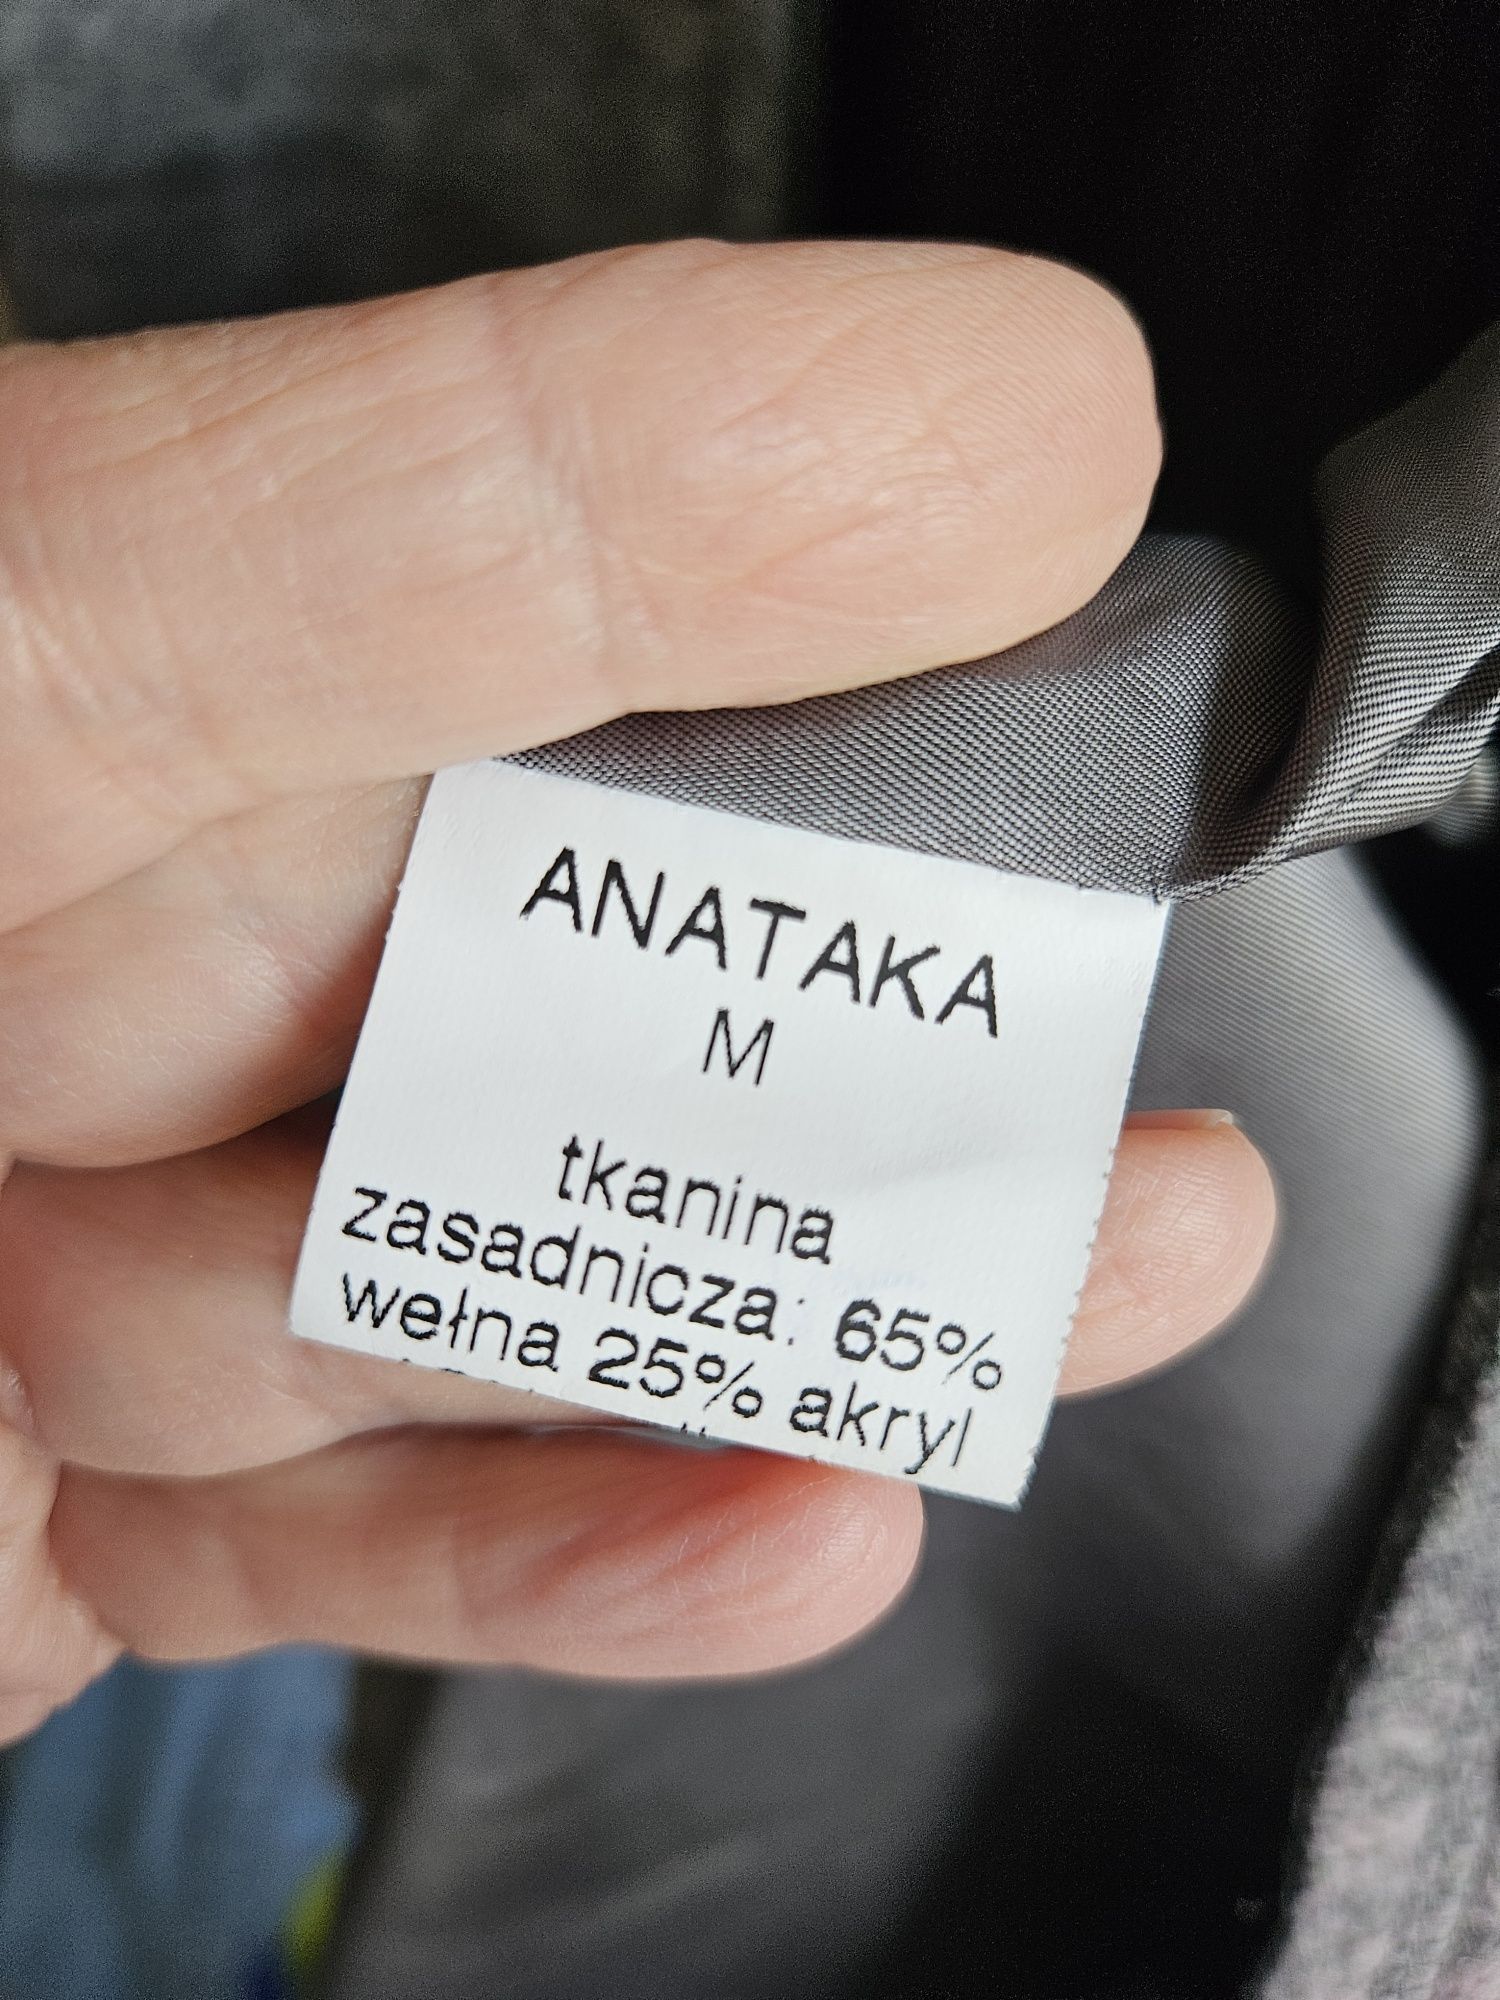 ANATAKA
M
tkanina
zasadnicza: 65%
wełna 25% akryl